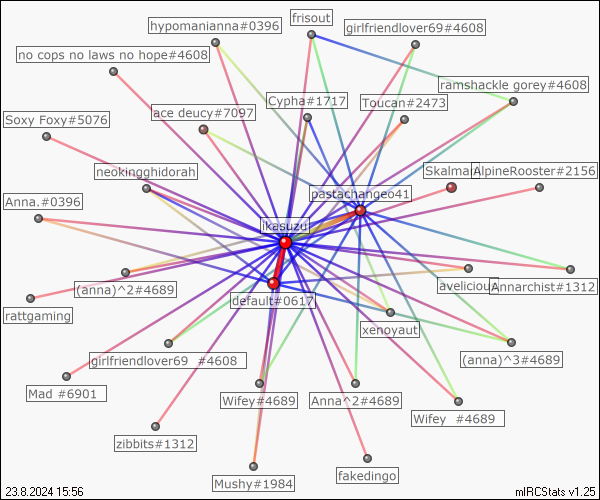 hypomanianna#0396
frisout
girlfriendlover69#4608
no cops no laws no hope#4608
ramshackle gorey#4608
Cypha#1717
Toucan#2473
ace deucy#7097
Soxy Foxy#5076
neokingghidorah
Skalma
AlpineRooster#2156
pastachangeo41
Anna.#0396
ikasuzu
(anna)^2#4689
avelicious
Annarchist#1312
default#0617
rattgaming
xenoyaut
girlfriendlover69 #4608
(anna)^3#4689
Mad #6901
Wifey#4689
Anna^2#4689
Wifey #4689
zibbits#1312
Mushy#1984
fakedingo
23.8.2024 15:56
mIRCStats v1.25